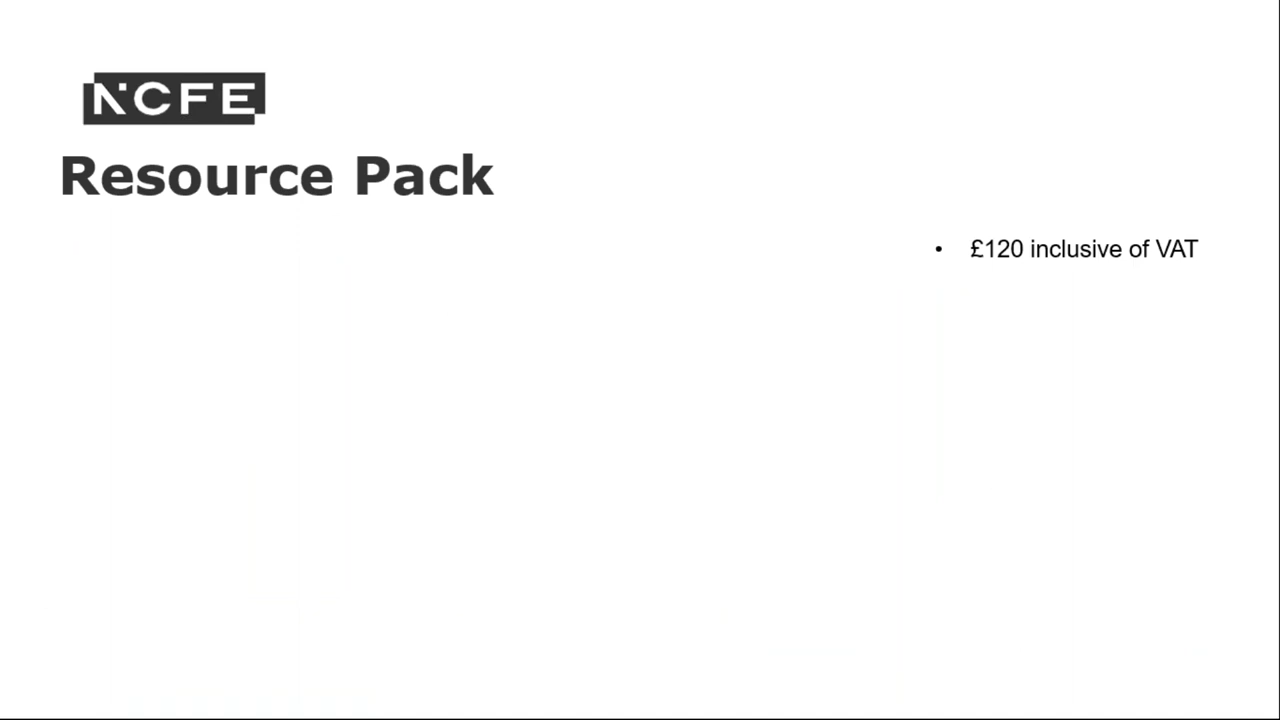 NCFE
Resource Pack
• £120 inclusive of VAT